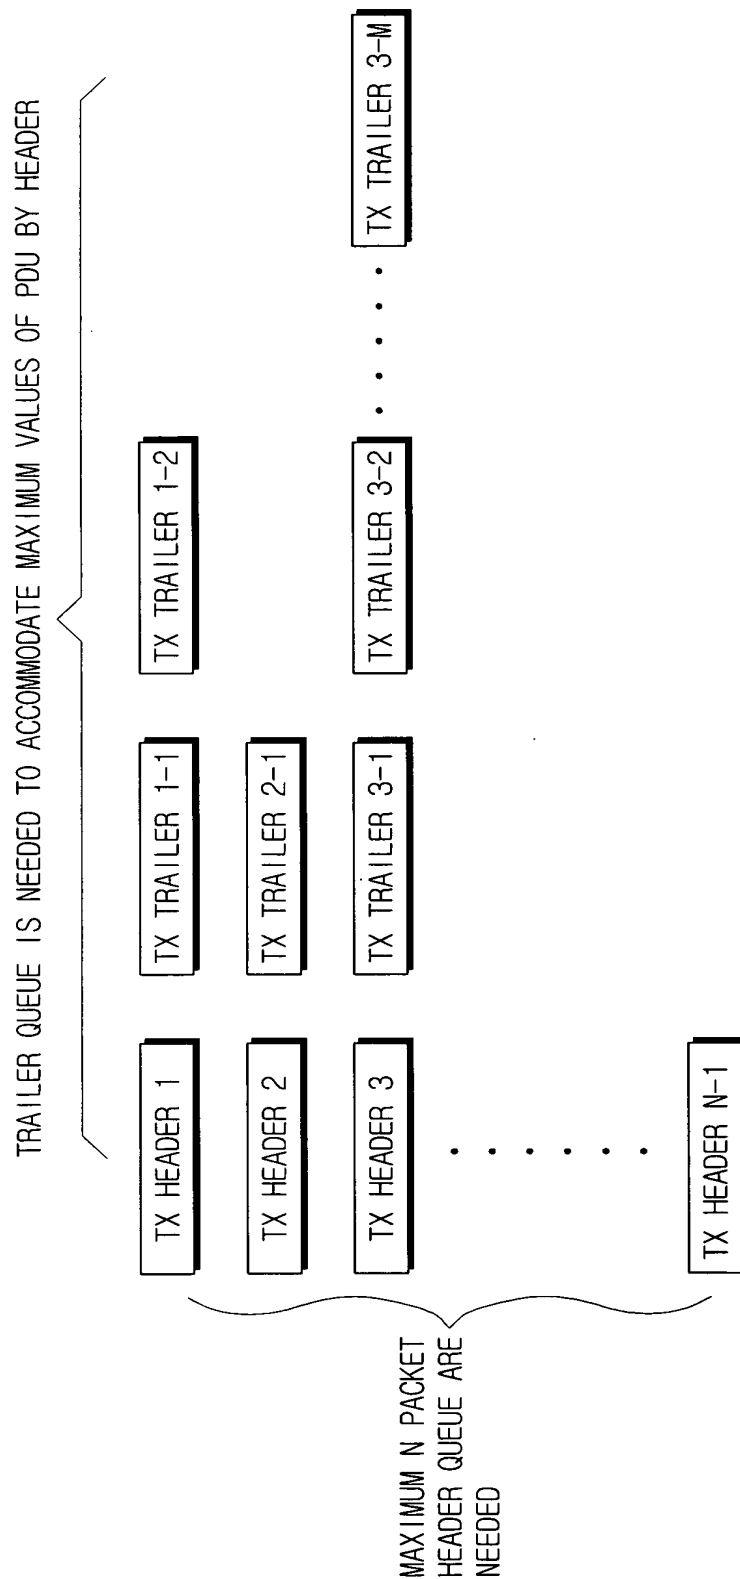 TRAILER QUEUE IS NEEDED TO ACCOMMODATE MAXIMUM VALUES OF PDU BY HEADER
TX HEADER 1
TX TRAILER 1-1
TX TRAILER 1-2
TX HEADER 2
TX TRAILER 2-1
TX HEADER 3
TX TRAILER 3-1
TX TRAILER 3-2
TX TRAILER 3-M
TX HEADER N-1
MAXIMUM N PACKET
HEADER QUEUE ARE
NEEDED